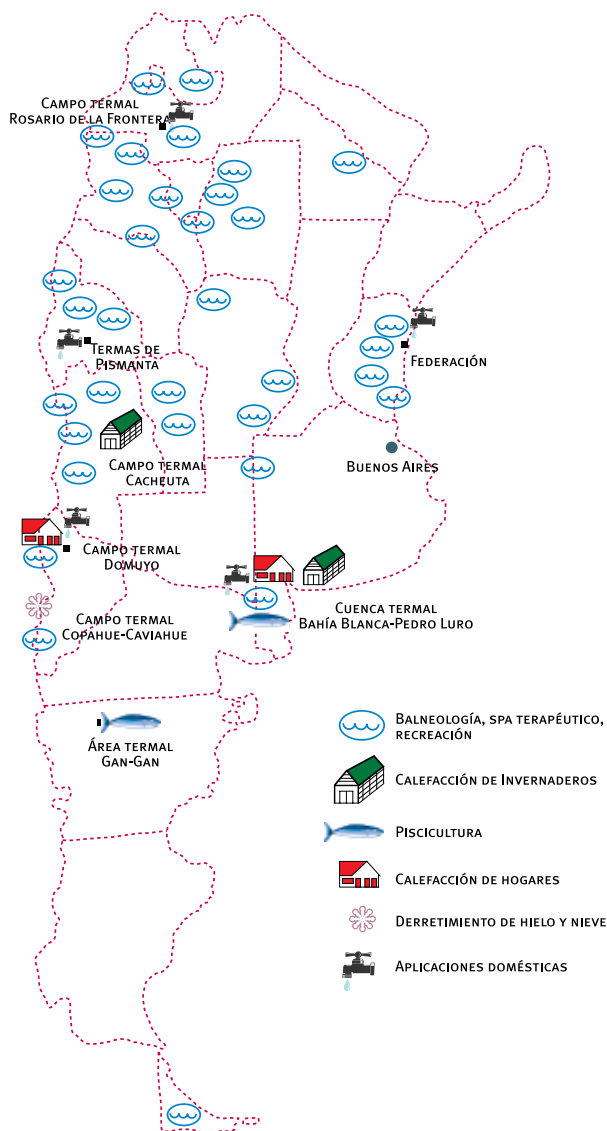 Campo termal
Rosario de la Frontera
Termas de
Pismanta
Federación
Campo termal
Cacheuta
Buenos Aires
Campo termal
Domuyo
Cuenca termal
Bahía Blanca-Pedro Luro
Campo termal
Copahue-Caviahue
Área termal
Gan-Gan
Balneología, spa terapéutico,
recreación
Calefacción de Invernaderos
Piscicultura
Calefacción de hogares
Derretimiento de hielo y nieve
Aplicaciones domésticas